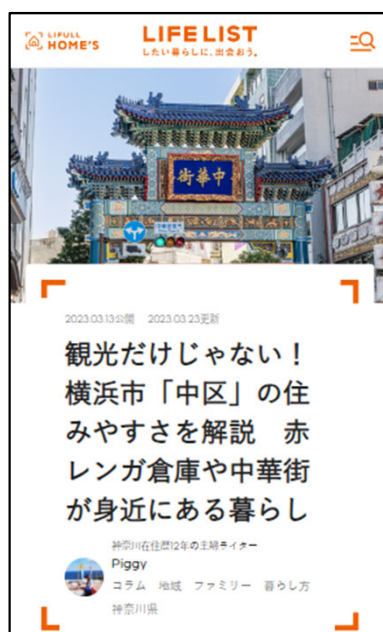 LIFULL
HOME'S
LIFE LIST
したい暮らしに、出会おう。
中華街
2023.03.13公開 2023.03.23更新
観光だけじゃない！
横浜市「中区」の住
みやすさを解説 赤
レンガ倉庫や中華街
が身近にある暮らし
神奈川在住歴12年の主婦ライター
Piggy
コラム 地域 ファミリー 暮らし方
神奈川県